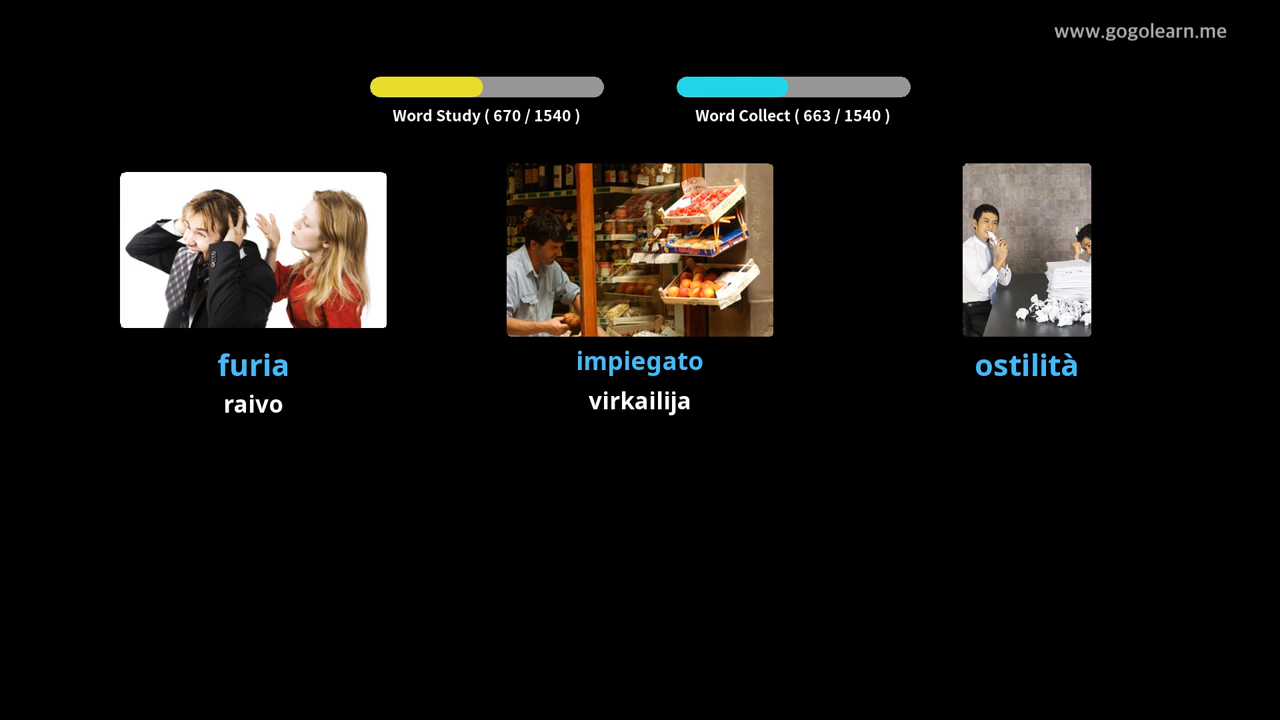 www.gogolearn.me
Word Study ( 670 / 1540 )
Word Collect ( 663 / 1540 )
furia
raivo
impiegato
virkailija
ostilità